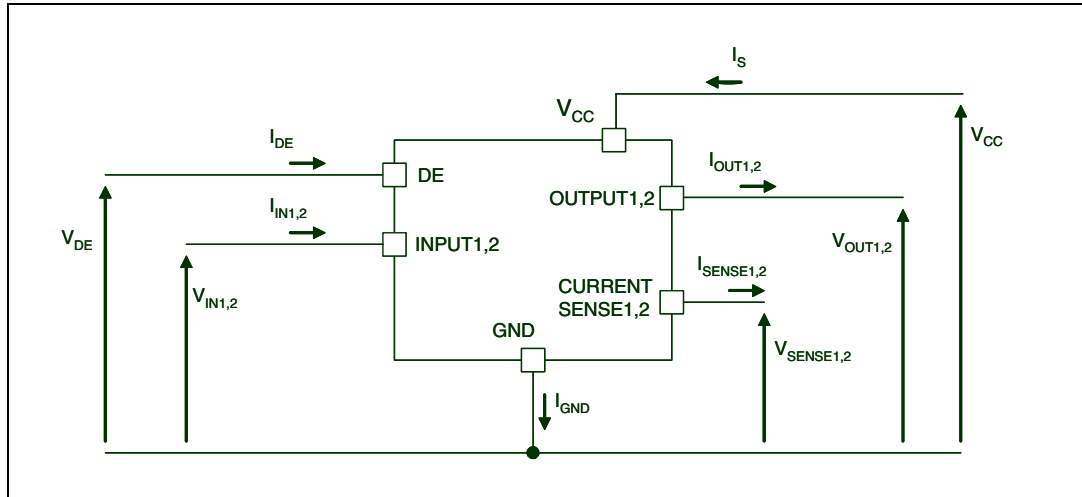 I_S
V_CC
V_CC
I_DE
I_OUT1,2
DE
OUTPUT1,2
I_IN1,2
INPUT1,2
V_DE
V_OUT1,2
I_SENSE1,2
CURRENT
SENSE1,2
V_IN1,2
GND
V_SENSE1,2
I_GND